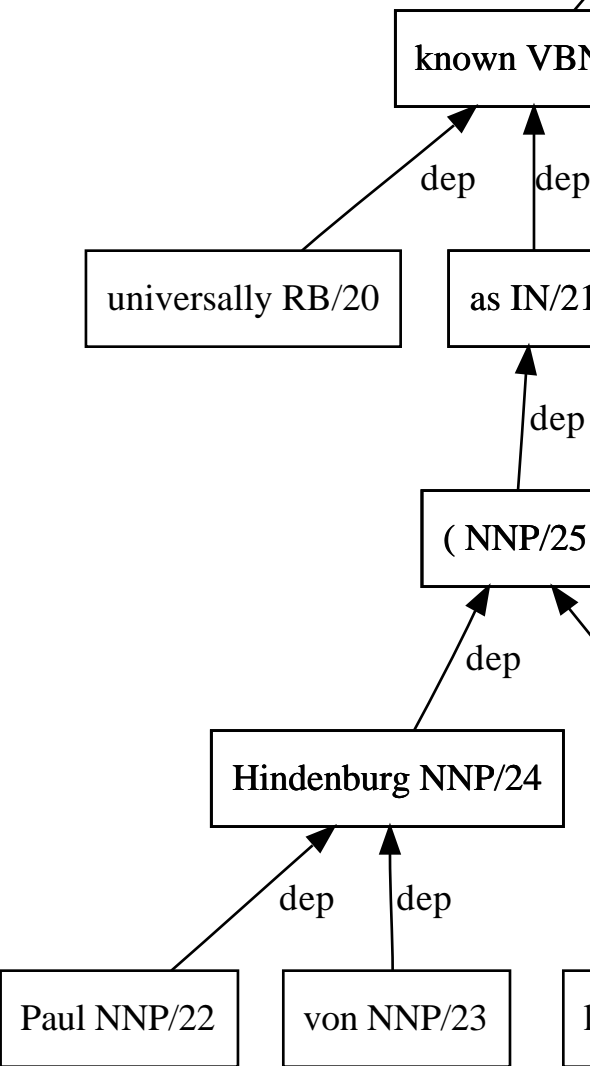 known VBN
dep
dep
universally RB/20
as IN/21
dep
( NNP/25
dep
Hindenburg NNP/24
dep
dep
Paul NNP/22
von NNP/23